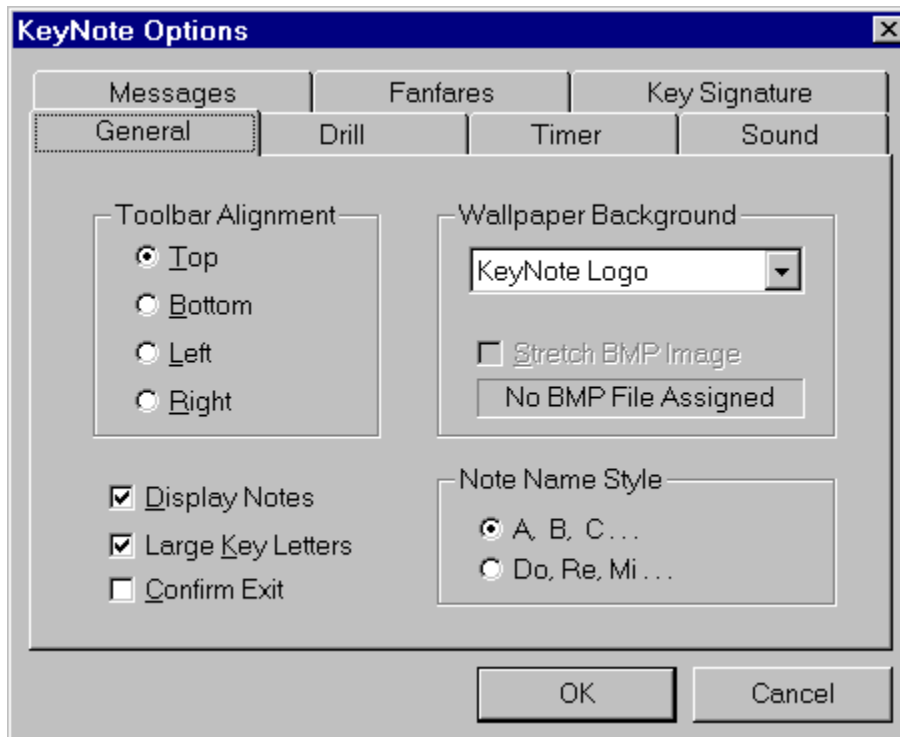 KeyNote Options
Messages Fanfares Key Signature
General Drill Timer Sound
Toolbar Alignment
Top
Bottom
Left
Right
Wallpaper Background
KeyNote Logo
Stretch BMP Image
No BMP File Assigned
Display Notes
Large Key Letters
Confirm Exit
Note Name Style
A, B, C . . .
Do, Re, Mi . . .
OK Cancel